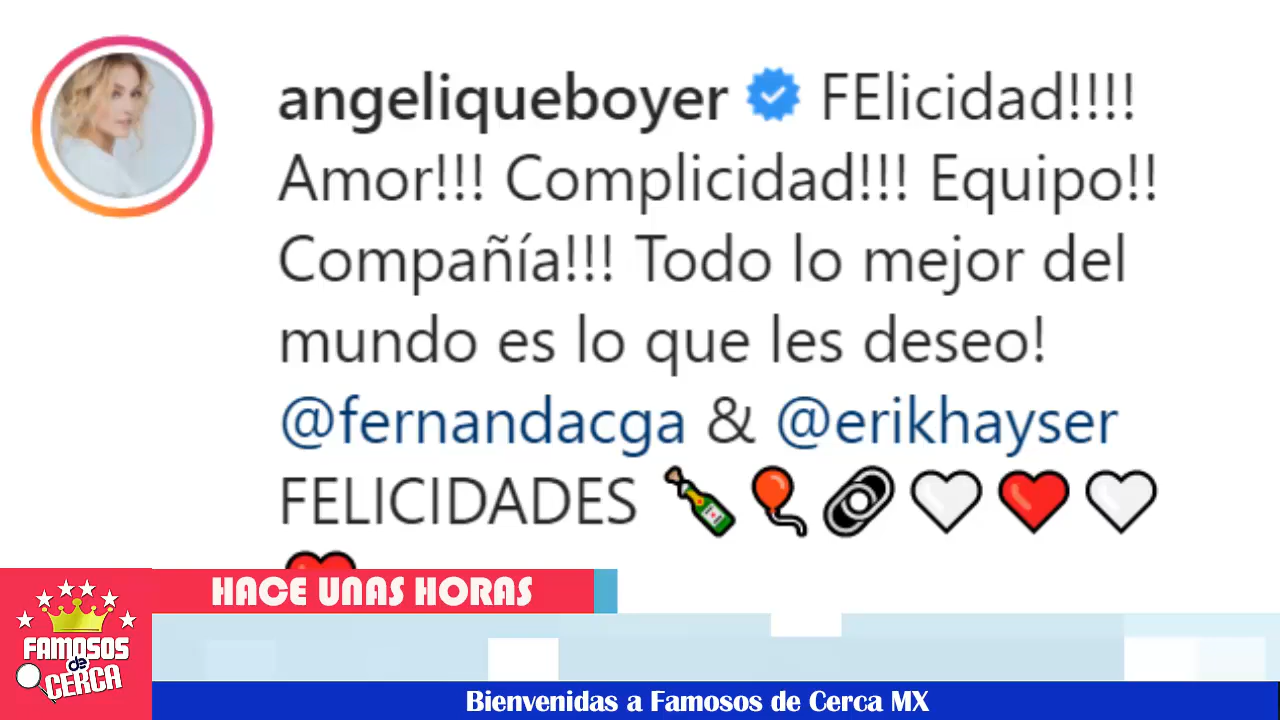 angeliqueboyer FElicidad!!!!
Amor!!! Complicidad!!! Equipo!!
Compañía!!! Todo lo mejor del
mundo es lo que les deseo!
@fernandacga & @erikhayser
FELICIDADES 🍾🎈🔗🤍❤️🤍
HACE UNAS HORAS
FAMOSOS
de
CERCA
Bienvenidas a Famosos de Cerca MX